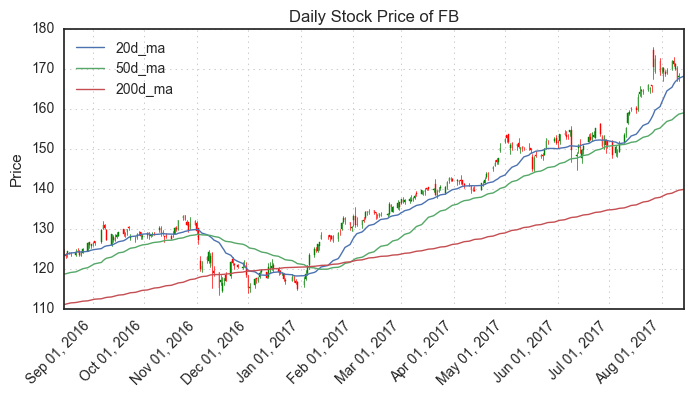 Daily Stock Price of FB
180
170
160
150
140
130
120
110
Price
20d_ma
50d_ma
200d_ma
Sep 01, 2016
Oct 01, 2016
Nov 01, 2016
Dec 01, 2016
Jan 01, 2017
Feb 01, 2017
Mar 01, 2017
Apr 01, 2017
May 01, 2017
Jun 01, 2017
Jul 01, 2017
Aug 01, 2017